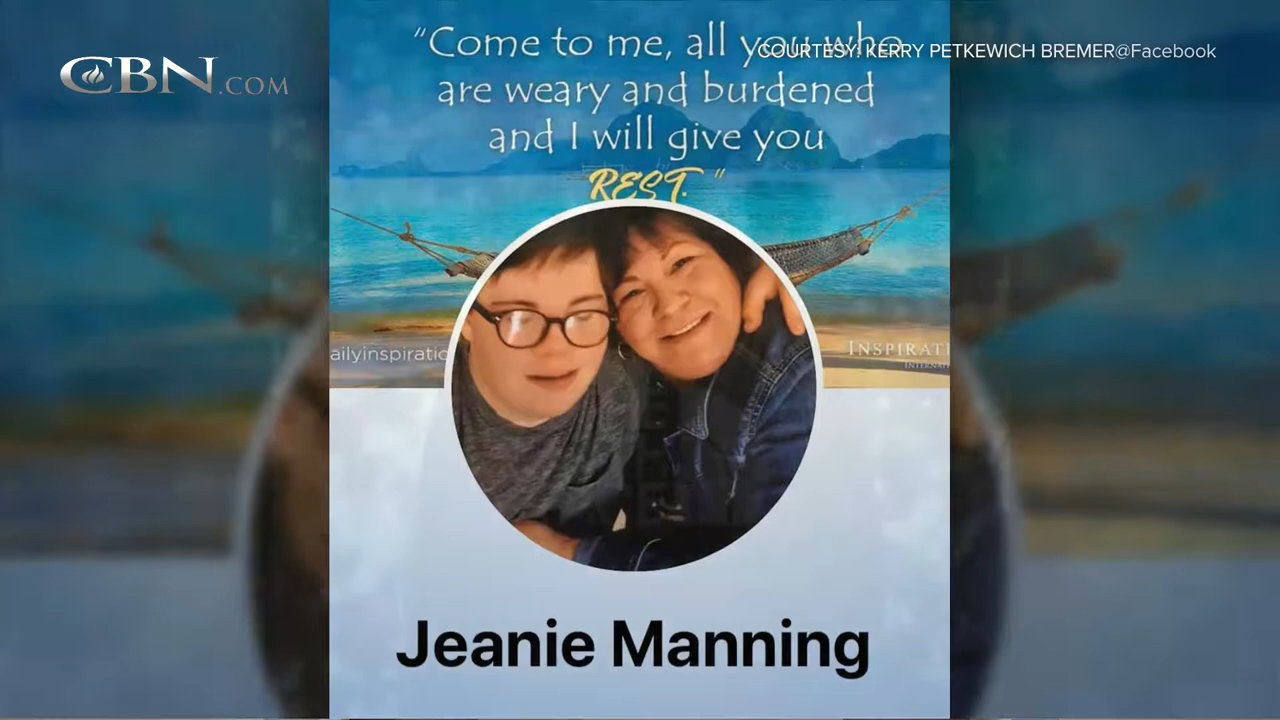 CBN.COM
COURTESY: KERRY PETKEWICH BREMER@Facebook
"Come to me, all you who
are weary and burdened
and I will give you
REST."
ailyinspiratio
INSPIRATI
INTERNAT
Jeanie Manning